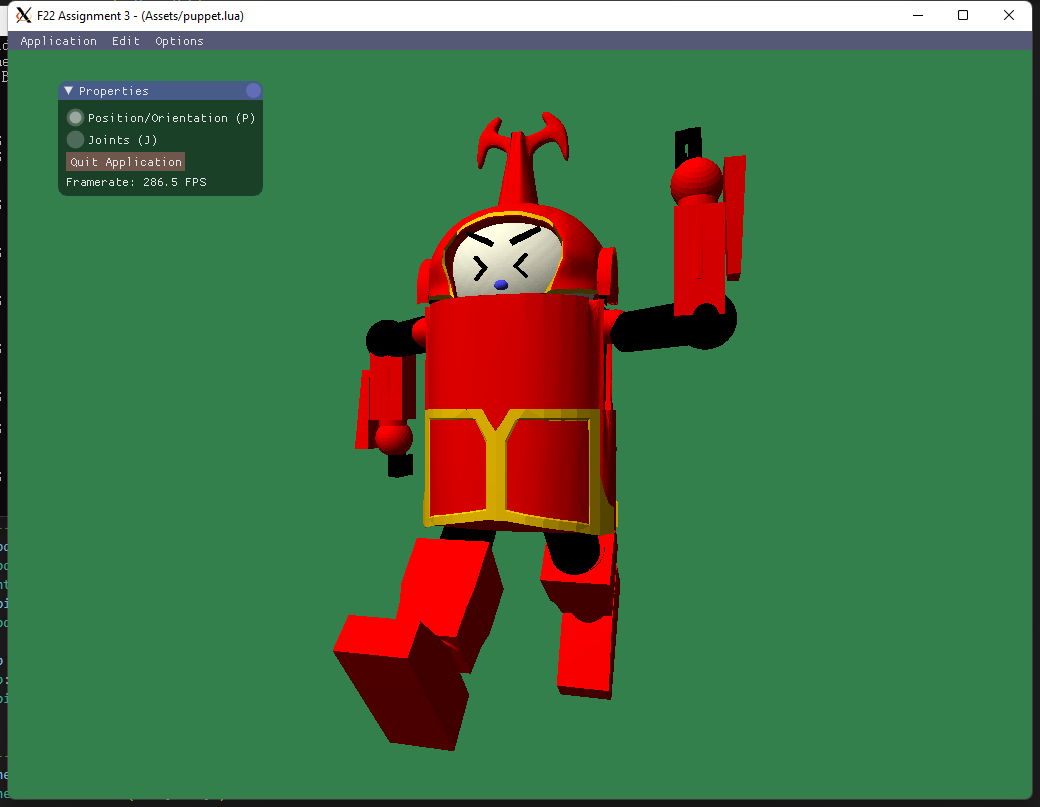 F22 Assignment 3 - (Assets/puppet.lua)
Application Edit Options
Properties
Position/Orientation (P)
Joints (J)
Quit Application
Framerate: 286.5 FPS